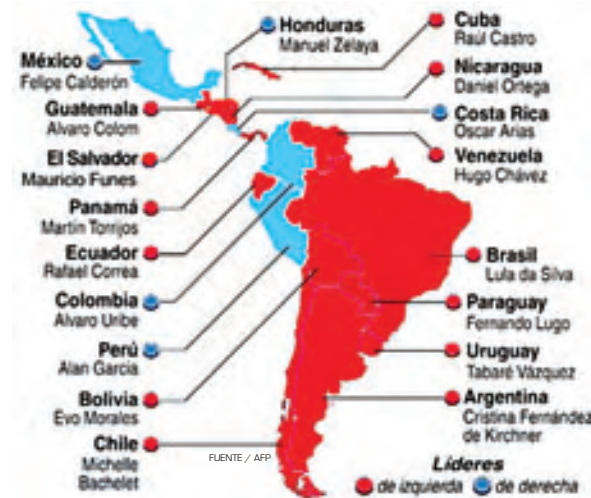 Honduras
Manuel Zelaya
Cuba
Raúl Castro
México
Felipe Calderón
Nicaragua
Daniel Ortega
Guatemala
Alvaro Colom
Costa Rica
Oscar Arias
El Salvador
Mauricio Funes
Venezuela
Hugo Chávez
Panamá
Martín Torrijos
Ecuador
Rafael Correa
Brasil
Lula da Silva
Colombia
Alvaro Uribe
Paraguay
Fernando Lugo
Perú
Alan García
Uruguay
Tabaré Vázquez
Bolivia
Evo Morales
Argentina
Cristina Fernández
de Kirchner
Chile
Michelle
Bachelet
FUENTE / AFP
Líderes
de izquierda de derecha